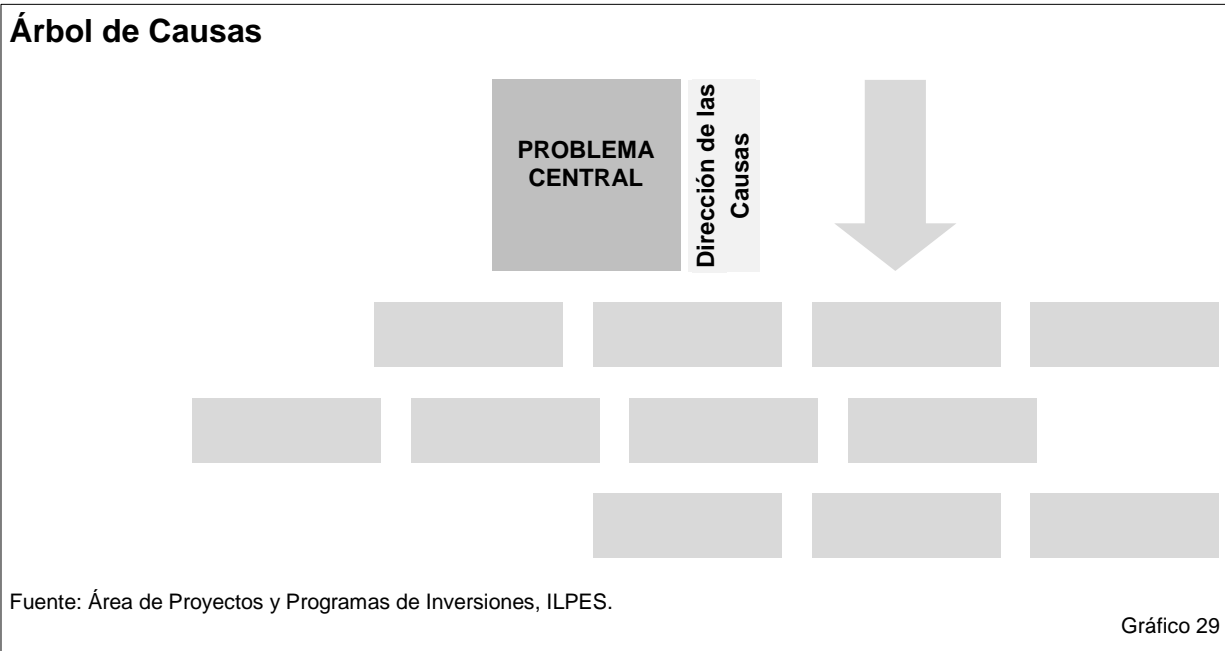 Árbol de Causas
PROBLEMA
CENTRAL
Dirección de las
Causas
Fuente: Área de Proyectos y Programas de Inversiones, ILPES.
Gráfico 29